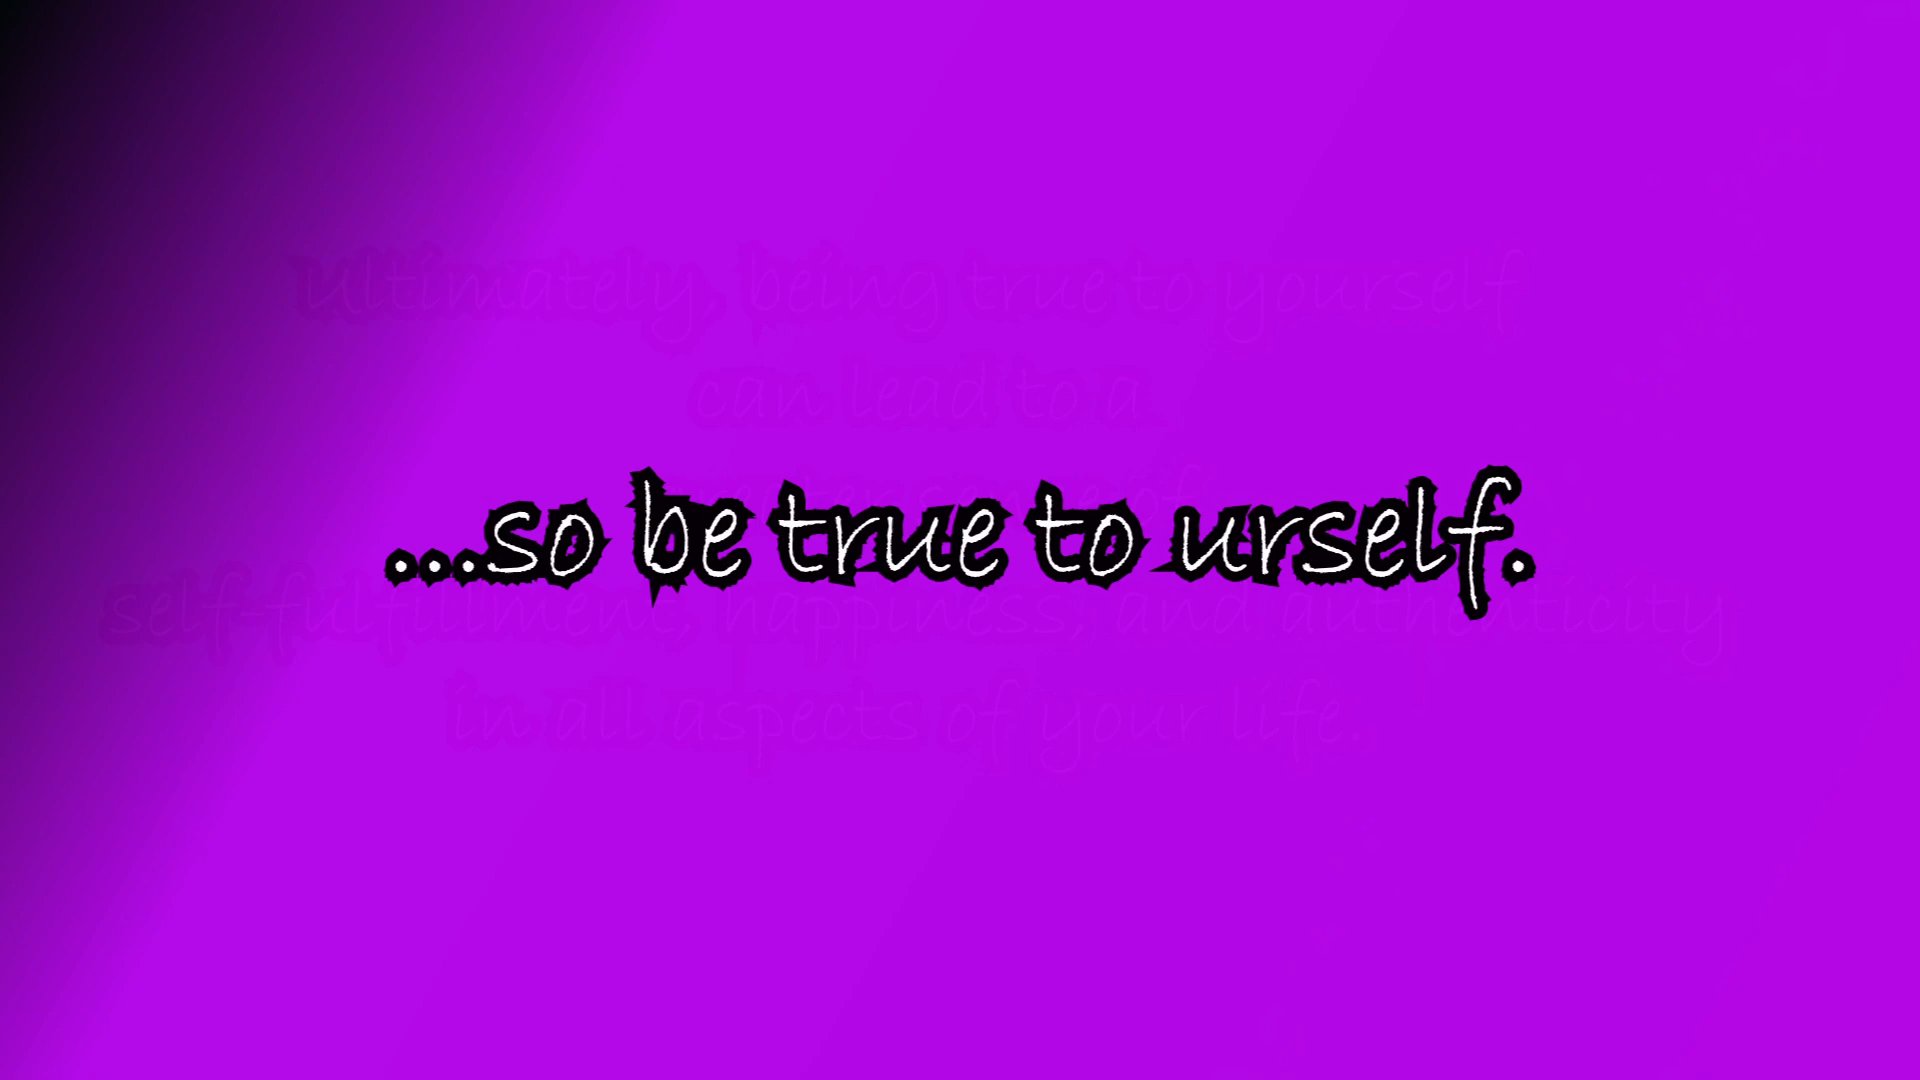 Ultimately, being true to yourself
can lead to a
of
...so be true to urself.
self-fulfillment, happiness, and authenticity
in all aspects of your life.